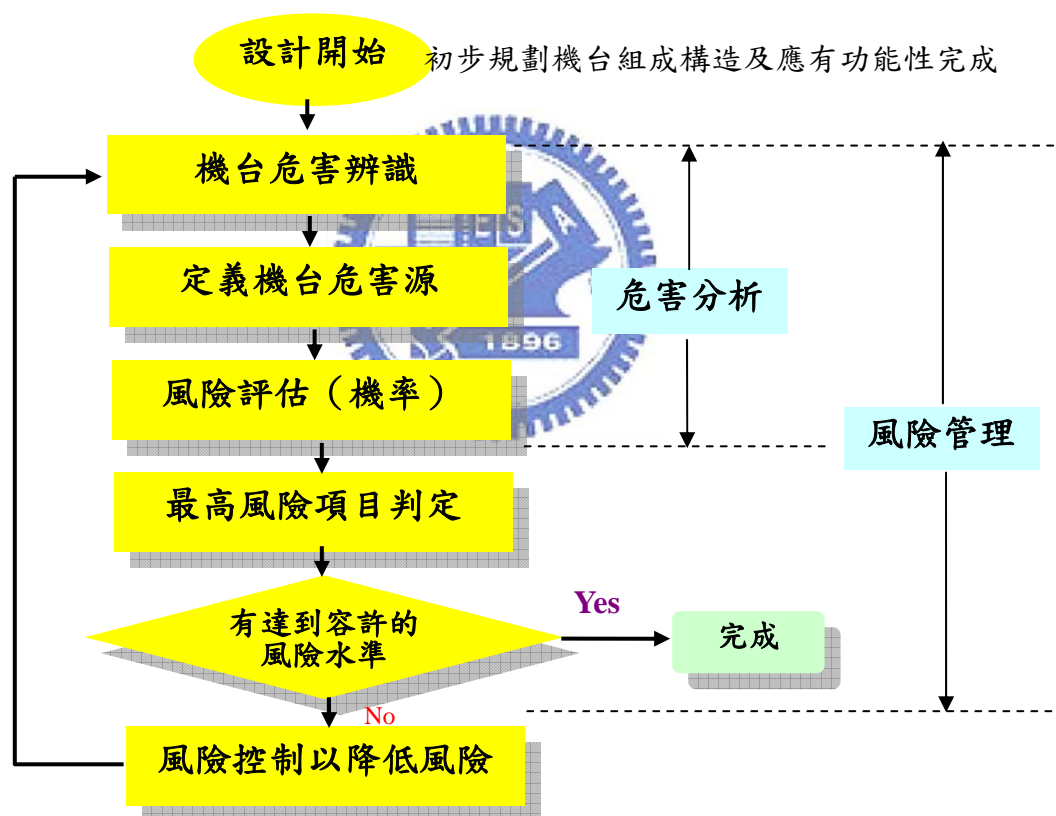 設計開始
初步規劃機台組成構造及應有功能性完成
機台危害辨識
E S A
定義機台危害源
危害分析
1896
風險評估（機率）
風險管理
最高風險項目判定
Yes
有達到容許的
風險水準
完成
No
風險控制以降低風險